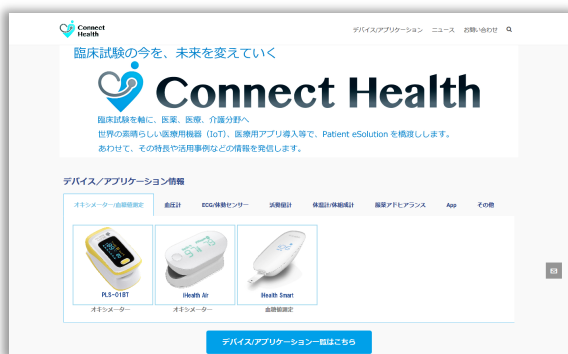 Connect
Health
デバイス/アプリケーション ニュース お問い合わせ
臨床試験の今を、未来を変えていく
Connect Health
臨床試験を軸に、医薬、医療、介護分野へ
世界の素晴らしい医療用機器（IoT）、医療用アプリ導入等で、Patient eSolution を橋渡しします。
あわせて、その特長や活用事例などの情報を発信します。
デバイス／アプリケーション情報
オキシメーター/血糖値測定 血圧計 ECG/体動センサー 活動量計 体温計/体組成計 服薬アドヒアランス App その他
PLS-01BT iHealth Air iHealth Smart
オキシメーター オキシメーター 血糖値測定
デバイス/アプリケーション一覧はこちら